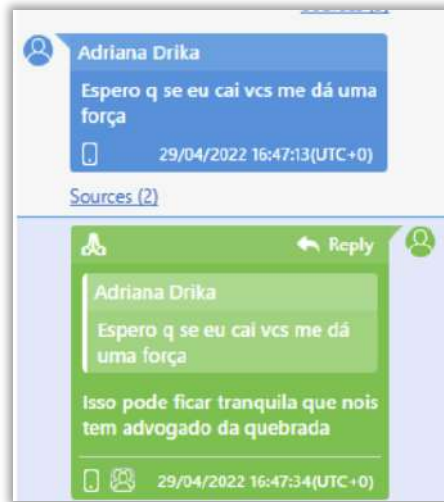 Adriana Drika
Espero q se eu cai vcs me dá uma
força
29/04/2022 16:47:13(UTC+0)
Sources (2)
Reply
Adriana Drika
Espero q se eu cai vcs me dá
uma força
Isso pode ficar tranquila que nois
tem advogado da quebrada
29/04/2022 16:47:34(UTC+0)